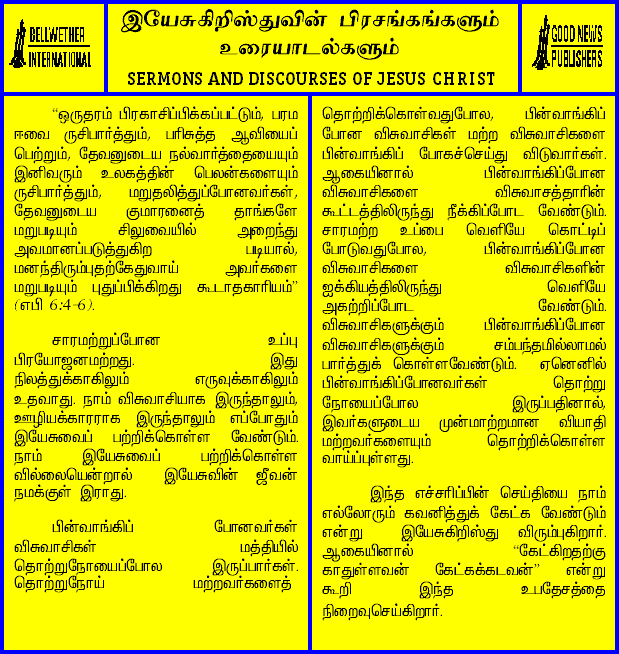 BELLWETHER
INTERNATIONAL
இயேசுகிறிஸ்துவின் பிரசங்கங்களும்
உரையாடல்களும்
SERMONS AND DISCOURSES OF JESUS CHRIST
GOOD NEWS
PUBLISHERS
“ஒருதரம் பிரகாசிப்பிக்கப்பட்டும், பரம
ஈவை ருசிபார்த்தும், பரிசுத்த ஆவியைப்
பெற்றும், தேவனுடைய நல்வார்த்தையையும்
இனிவரும் உலகத்தின் பெலன்களையும்
ருசிபார்த்தும், மறுதலித்துப்போனவர்கள்,
தேவனுடைய குமாரனைத் தாங்களே
மறுபடியும் சிலுவையில் அறைந்து
அவமானப்படுத்துகிற படியால்,
மனந்திரும்புதற்கேதுவாய் அவர்களை
மறுபடியும் புதுப்பிக்கிறது கூடாதகாரியம்”
(எபி 6:4-6).
சாரமற்றுப்போன உப்பு
பிரயோஜனமற்றது. இது
நிலத்துக்காகிலும் எருவுக்காகிலும்
உதவாது. நாம் விசுவாசியாக இருந்தாலும்,
ஊழியக்காரராக இருந்தாலும் எப்போதும்
இயேசுவைப் பற்றிக்கொள்ள வேண்டும்.
நாம் இயேசுவைப் பற்றிக்கொள்ள
வில்லையென்றால் இயேசுவின் ஜீவன்
நமக்குள் இராது.
பின்வாங்கிப் போனவர்கள்
விசுவாசிகள் மத்தியில்
தொற்றுநோயைப்போல இருப்பார்கள்.
தொற்றுநோய் மற்றவர்களைத்
தொற்றிக்கொள்வதுபோல, பின்வாங்கிப்
போன விசுவாசிகள் மற்ற விசுவாசிகளை
பின்வாங்கிப் போகச்செய்து விடுவார்கள்.
ஆகையினால் பின்வாங்கிப்போன
விசுவாசிகளை விசுவாசத்தாரின்
கூட்டத்திலிருந்து நீக்கிப்போட வேண்டும்.
சாரமற்ற உப்பை வெளியே கொட்டிப்
போடுவதுபோல, பின்வாங்கிப்போன
விசுவாசிகளை விசுவாசிகளின்
ஐக்கியத்திலிருந்து வெளியே
அகற்றிப்போட வேண்டும்.
விசுவாசிகளுக்கும் பின்வாங்கிப்போன
விசுவாசிகளுக்கும் சம்பந்தமில்லாமல்
பார்த்துக் கொள்ளவேண்டும். ஏனெனில்
பின்வாங்கிப்போனவர்கள் தொற்று
நோயைப்போல இருப்பதினால்,
இவர்களுடைய முன்மாற்றமான வியாதி
மற்றவர்களையும் தொற்றிக்கொள்ள
வாய்ப்புள்ளது.
இந்த எச்சரிப்பின் செய்தியை நாம்
எல்லோரும் கவனித்துக் கேட்க வேண்டும்
என்று இயேசுகிறிஸ்து விரும்புகிறார்.
ஆகையினால் “கேட்கிறதற்கு
காதுள்ளவன் கேட்கக்கடவன்” என்று
கூறி இந்த உபதேசத்தை
நிறைவுசெய்கிறார்.